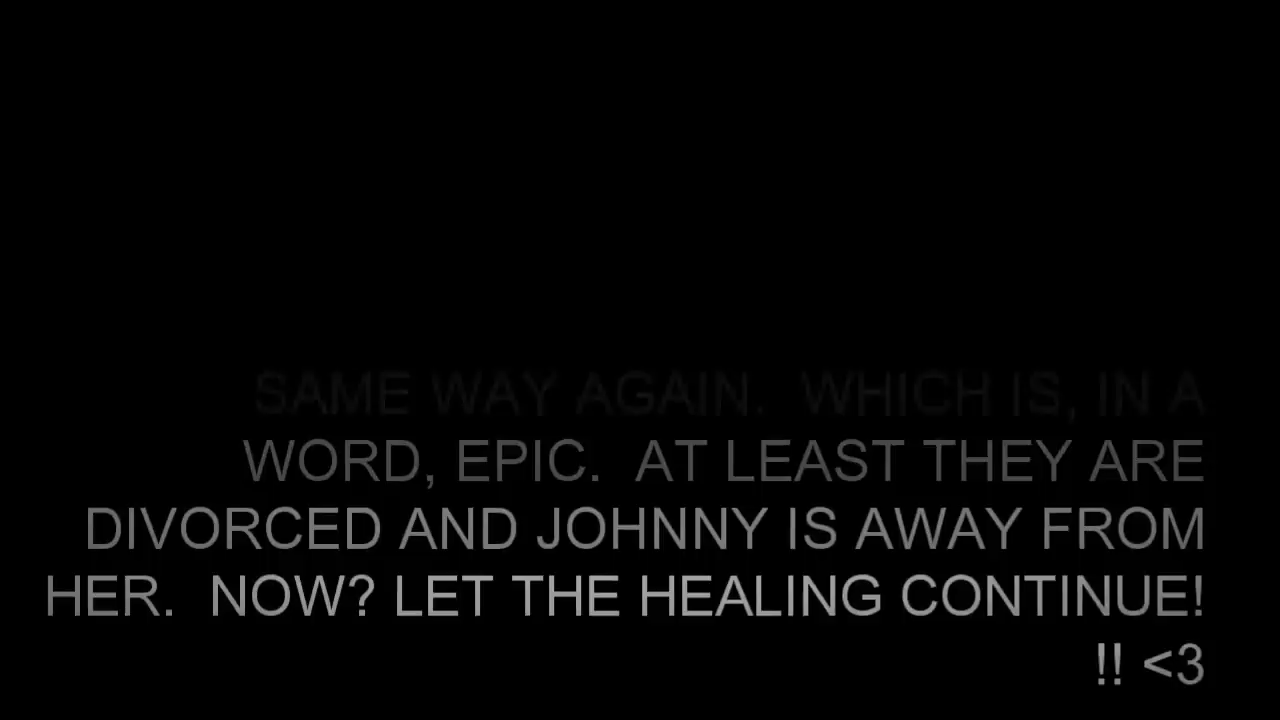 SAME WAY AGAIN.  WHICH IS, IN A
WORD, EPIC.  AT LEAST THEY ARE
DIVORCED AND JOHNNY IS AWAY FROM
HER.  NOW? LET THE HEALING CONTINUE!
!! <3